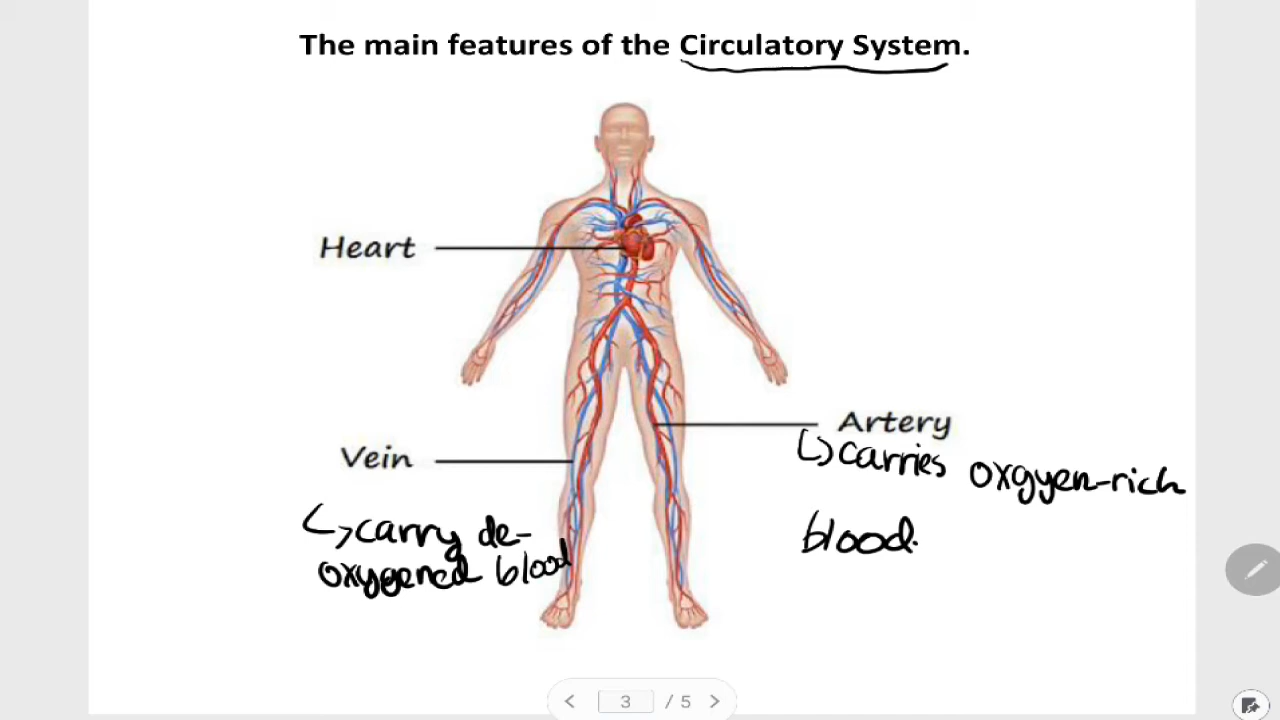 The main features of the Circulatory System.
Heart
Artery
↳ carries oxgyen-rich
blood.
Vein
↳ carry de-
oxygened blood
3 / 5